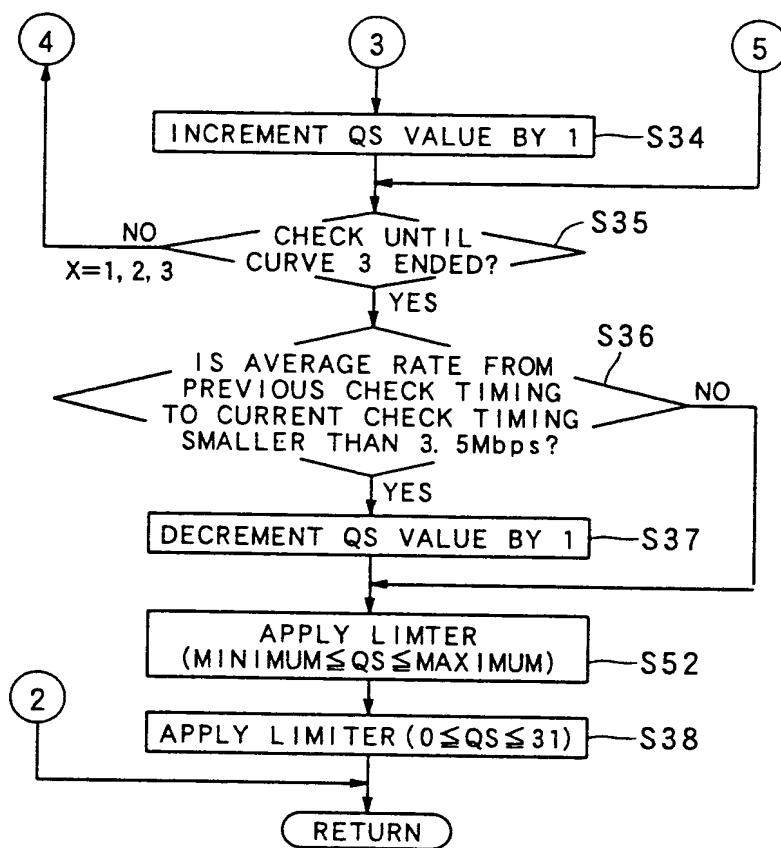 4
3
5
INCREMENT QS VALUE BY 1
S34
CHECK UNTIL
CURVE 3 ENDED?
S35
NO
X=1, 2, 3
YES
IS AVERAGE RATE FROM
PREVIOUS CHECK TIMING
TO CURRENT CHECK TIMING
SMALLER THAN 3. 5Mbps?
S36
NO
YES
DECREMENT QS VALUE BY 1
S37
APPLY LIMTER
(MINIMUM≦QS≦MAXIMUM)
S52
2
APPLY LIMITER (0≦QS≦31)
S38
RETURN